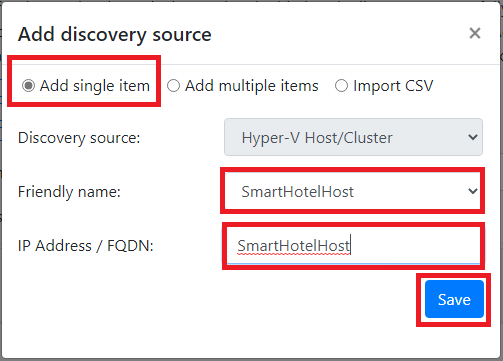 Add discovery source ×
Add single item Add multiple items Import CSV
Discovery source: Hyper-V Host/Cluster
Friendly name: SmartHotelHost
IP Address / FQDN: SmartHotelHost
Save